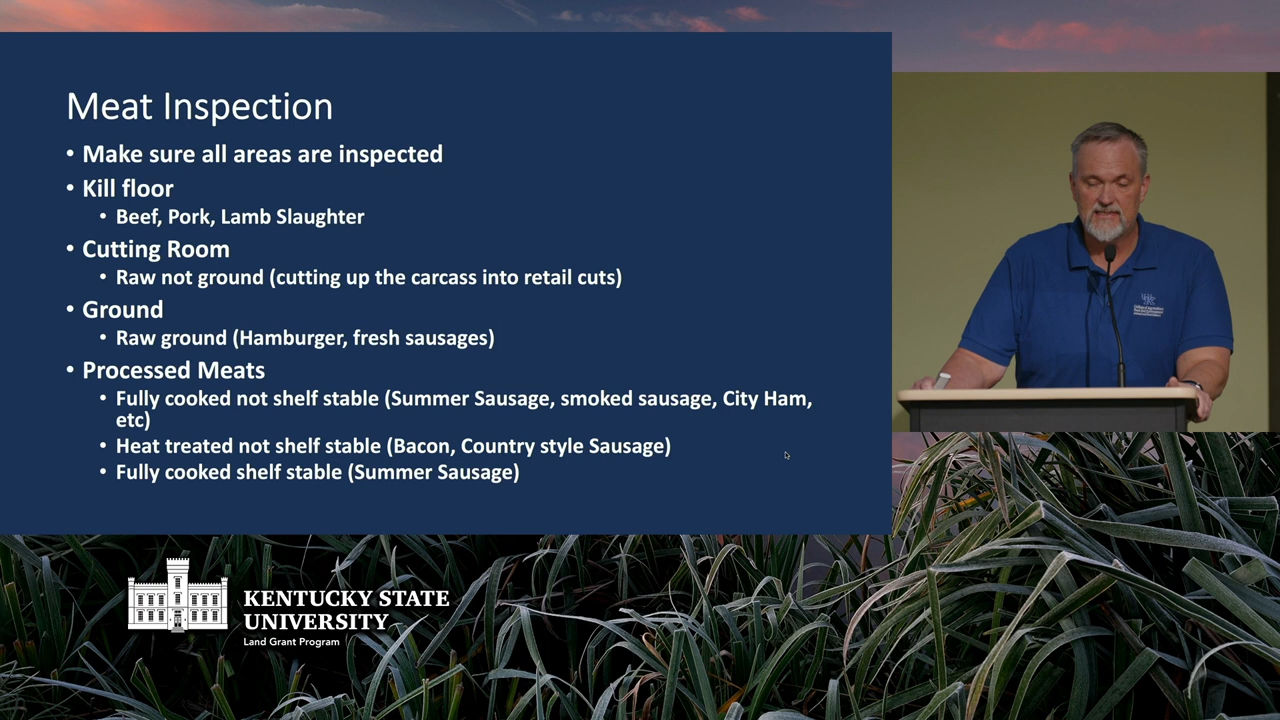 Meat Inspection
• Make sure all areas are inspected
• Kill floor
• Beef, Pork, Lamb Slaughter
• Cutting Room
• Raw not ground (cutting up the carcass into retail cuts)
• Ground
• Raw ground (Hamburger, fresh sausages)
• Processed Meats
• Fully cooked not shelf stable (Summer Sausage, smoked sausage, City Ham,
etc)
• Heat treated not shelf stable (Bacon, Country style Sausage)
• Fully cooked shelf stable (Summer Sausage)
KENTUCKY STATE
UNIVERSITY
Land Grant Program